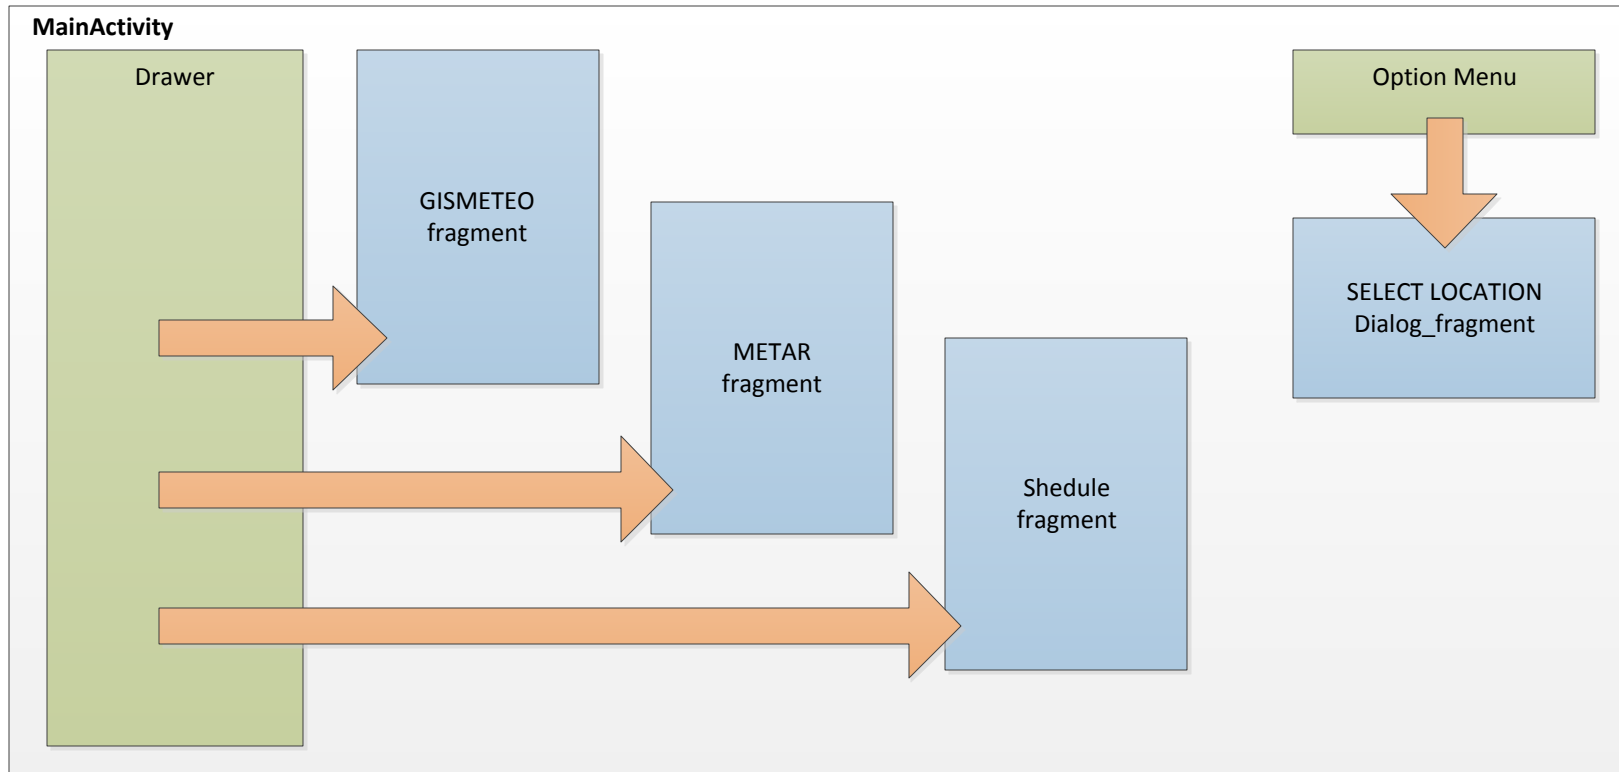 MainActivity
Drawer
Option Menu
GISMETEO
fragment
SELECT LOCATION
Dialog_fragment
METAR
fragment
Shedule
fragment